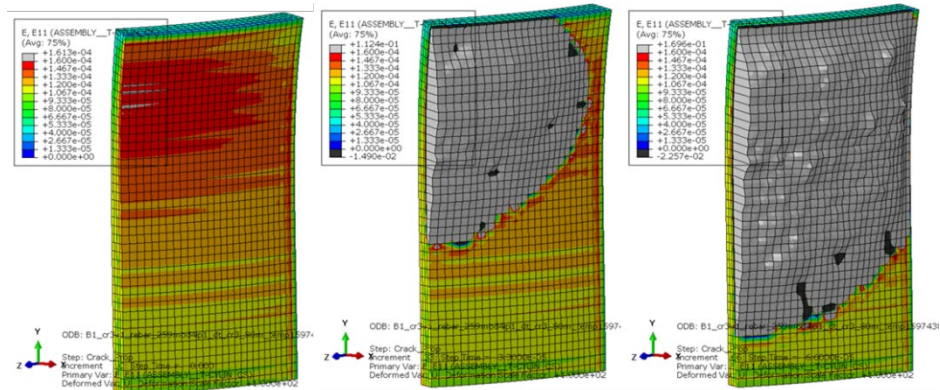 E, E11 (ASSEMBLY__T-
(Avg: 75%)
+1.613e-04
+1.600e-04
+1.467e-04
+1.333e-04
+1.200e-04
+1.067e-04
+9.333e-05
+8.000e-05
+6.667e-05
+5.333e-05
+4.000e-05
+2.667e-05
+1.333e-05
+0.000e+00
Y
Z
X
ODB: B1_cr3
Step: Crack_
Increment
Primary Var:
Deformed Var
E, E11 (ASSEMBLY__T-
(Avg: 75%)
+1.124e-01
+1.600e-04
+1.467e-04
+1.333e-04
+1.200e-04
+1.067e-04
+9.333e-05
+8.000e-05
+6.667e-05
+5.333e-05
+4.000e-05
+2.667e-05
+1.333e-05
+0.000e+00
-1.490e-02
Y
Z
X
ODB: B1_cr3
Step: Crack_
Increment
Primary Var:
Deformed Var
E, E11 (ASSEMBLY__T-
(Avg: 75%)
+1.696e-01
+1.600e-04
+1.467e-04
+1.333e-04
+1.200e-04
+1.067e-04
+9.333e-05
+8.000e-05
+6.667e-05
+5.333e-05
+4.000e-05
+2.667e-05
+1.333e-05
+0.000e+00
-2.257e-02
Y
Z
X
ODB: B1_cr3
Step: Crack_
Increment
Primary Var:
Deformed Var